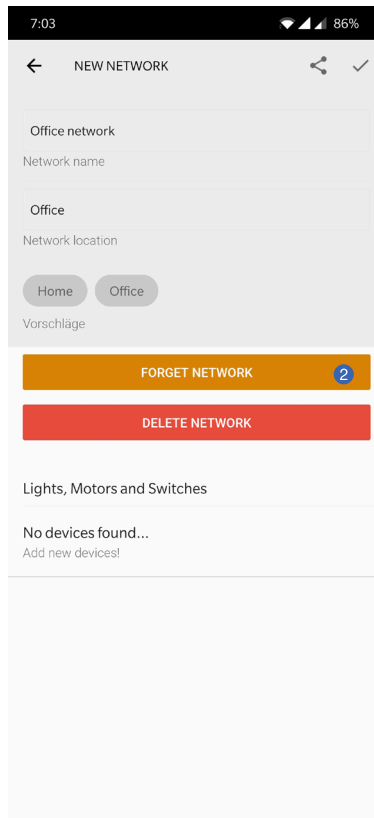 7:03 86%
NEW NETWORK
Office network
Network name
Office
Network location
Home Office
Vorschläge
FORGET NETWORK 2
DELETE NETWORK
Lights, Motors and Switches
No devices found...
Add new devices!